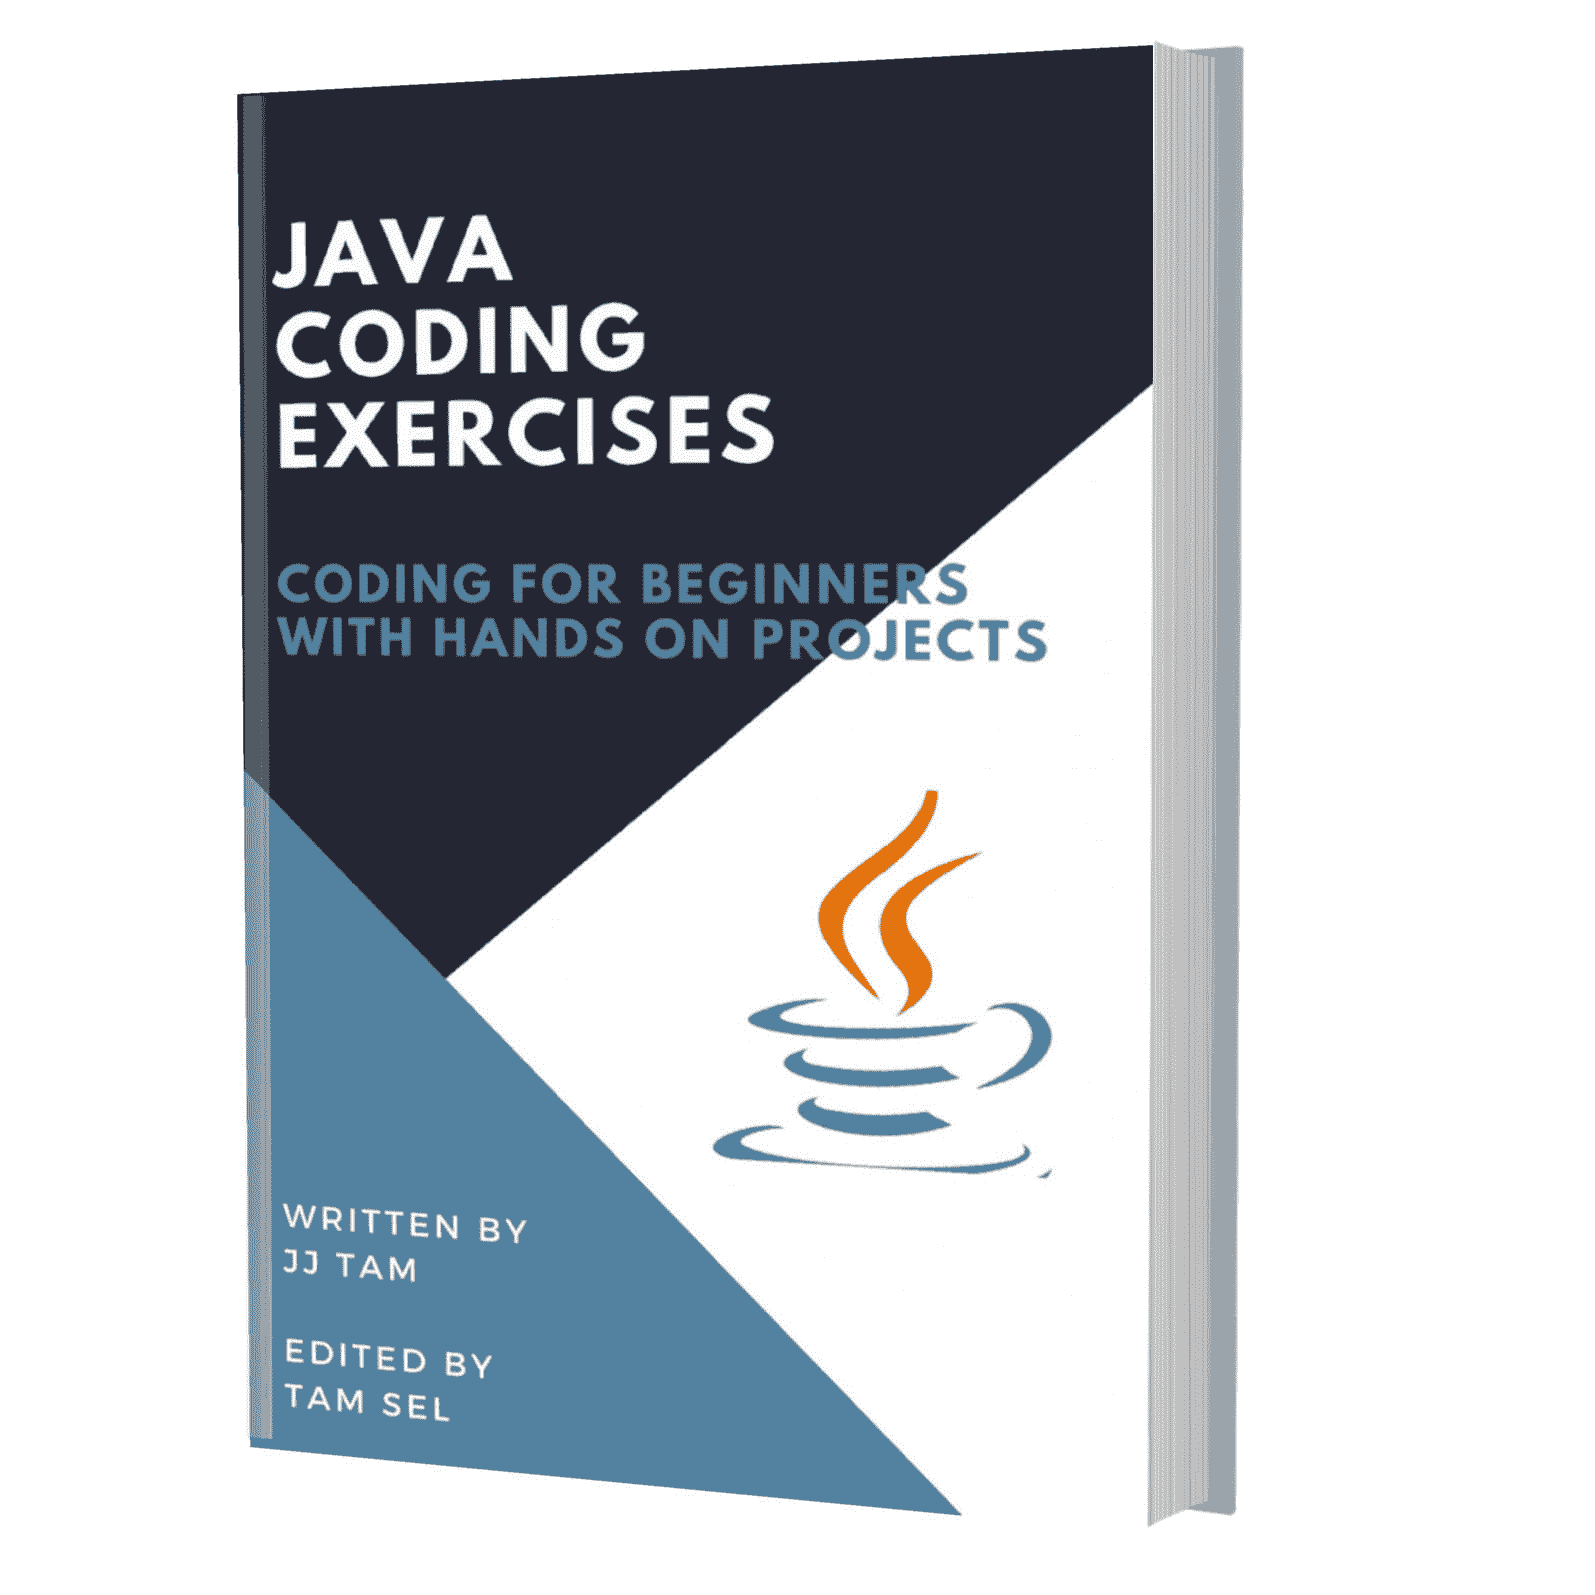 JAVA
CODING
EXERCISES
CODING FOR BEGINNERS
WITH HANDS ON PROJECTS
WRITTEN BY
JJ TAM
EDITED BY
TAM SEL